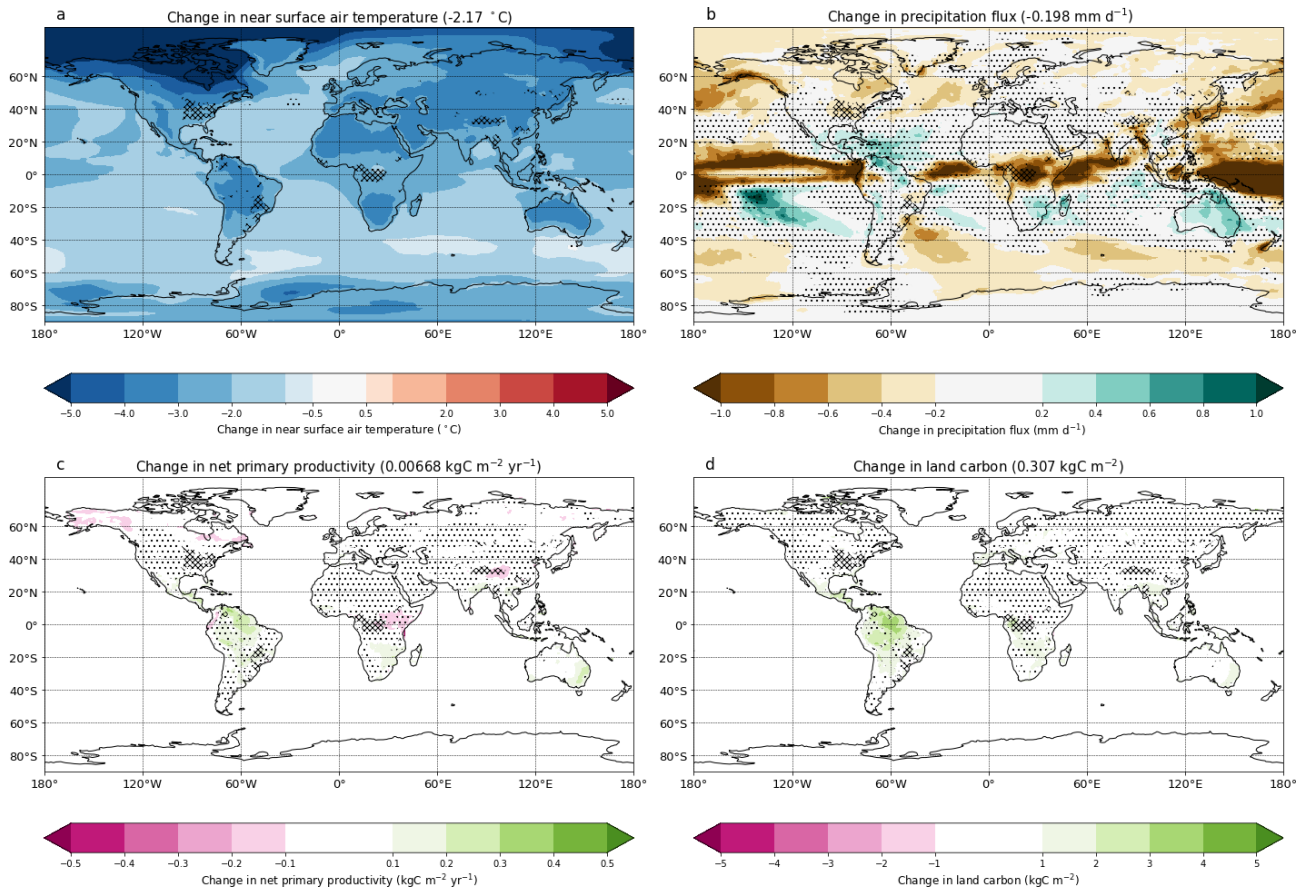 a Change in near surface air temperature (-2.17 °C)
b Change in precipitation flux (-0.198 mm d⁻¹)
60°N
40°N
20°N
0°
20°S
40°S
60°S
80°S
180° 120°W 60°W 0° 60°E 120°E 180°
60°N
40°N
20°N
0°
20°S
40°S
60°S
80°S
180° 120°W 60°W 0° 60°E 120°E 180°
−5.0 −4.0 −3.0 −2.0 −0.5 0.5 2.0 3.0 4.0 5.0
Change in near surface air temperature (°C)
−1.0 −0.8 −0.6 −0.4 −0.2 0.2 0.4 0.6 0.8 1.0
Change in precipitation flux (mm d⁻¹)
c Change in net primary productivity (0.00668 kgC m⁻² yr⁻¹)
d Change in land carbon (0.307 kgC m⁻²)
60°N
40°N
20°N
0°
20°S
40°S
60°S
80°S
180° 120°W 60°W 0° 60°E 120°E 180°
60°N
40°N
20°N
0°
20°S
40°S
60°S
80°S
180° 120°W 60°W 0° 60°E 120°E 180°
−0.5 −0.4 −0.3 −0.2 −0.1 0.1 0.2 0.3 0.4 0.5
Change in net primary productivity (kgC m⁻² yr⁻¹)
−5 −4 −3 −2 −1 1 2 3 4 5
Change in land carbon (kgC m⁻²)